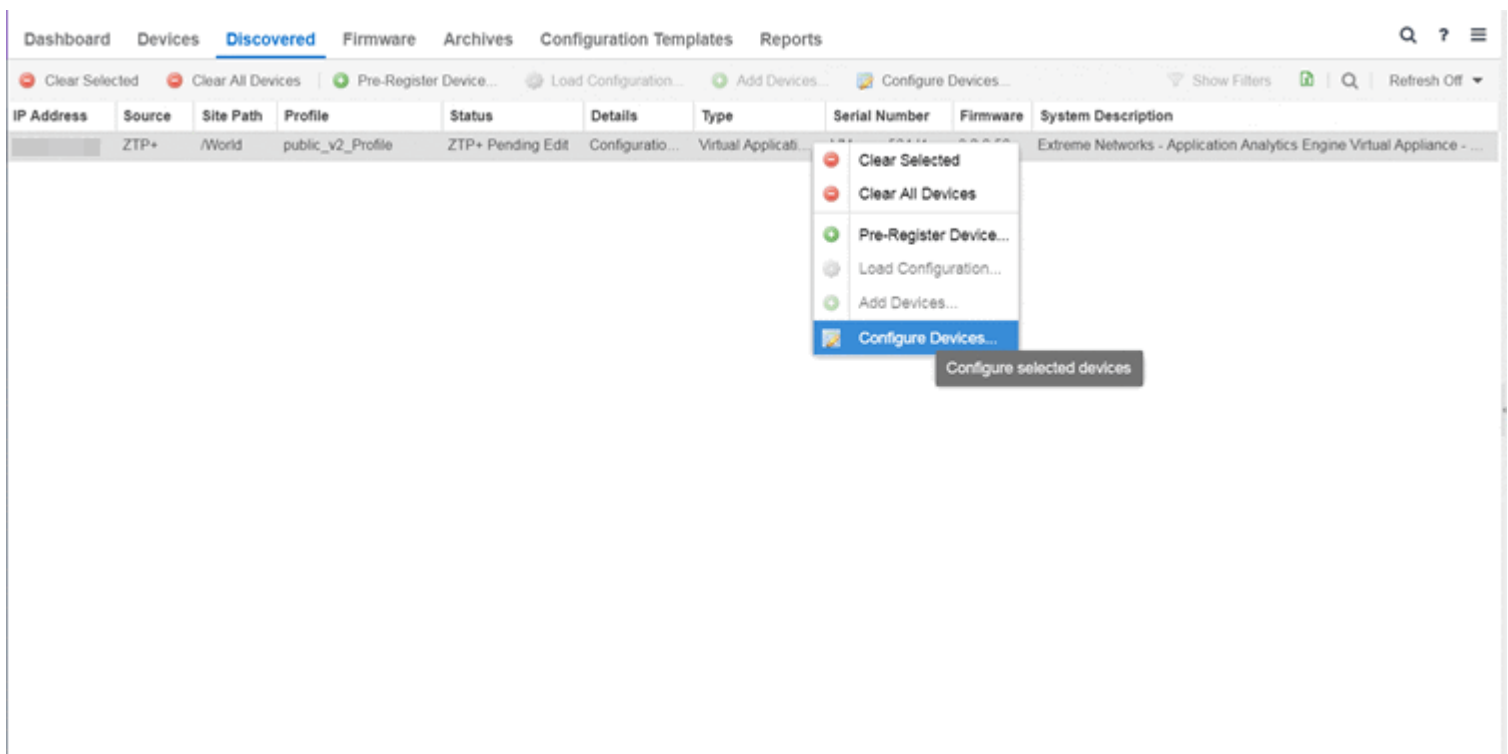 Dashboard Devices Discovered Firmware Archives Configuration Templates Reports ?
Clear Selected Clear All Devices Pre-Register Device... Load Configuration... Add Devices... Configure Devices... Show Filters Refresh Off
IP Address Source Site Path Profile Status Details Type Serial Number Firmware System Description
ZTP+ /World public_v2_Profile ZTP+ Pending Edit Configuratio... Virtual Applicati... Extreme Networks - Application Analytics Engine Virtual Appliance - ...
Clear Selected
Clear All Devices
Pre-Register Device...
Load Configuration...
Add Devices...
Configure Devices...
Configure selected devices